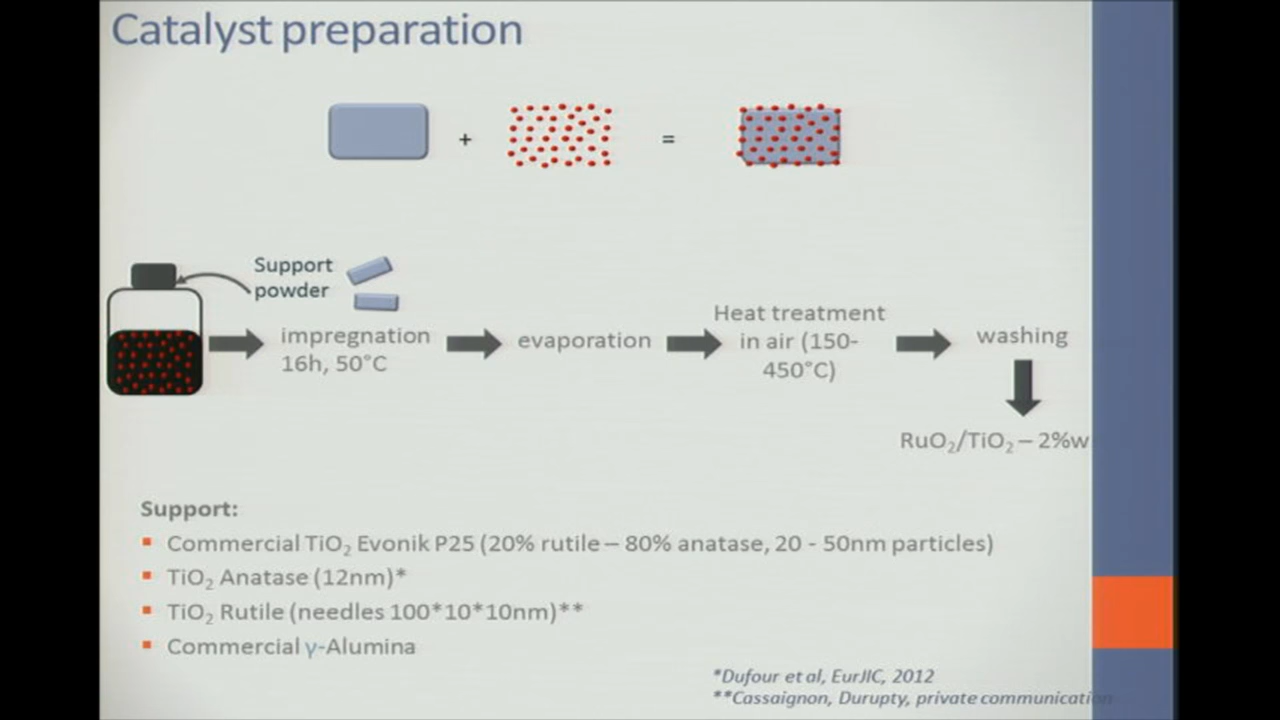 Catalyst preparation
+ =
Support
powder
impregnation
16h, 50°C
evaporation
Heat treatment
in air (150-
450°C)
washing
RuO₂/TiO₂ – 2%w
Support:
▪ Commercial TiO₂ Evonik P25 (20% rutile – 80% anatase, 20 - 50nm particles)
▪ TiO₂ Anatase (12nm)*
▪ TiO₂ Rutile (needles 100*10*10nm)**
▪ Commercial γ-Alumina
*Dufour et al, EurJIC, 2012
**Cassaignon, Durupty, private communication